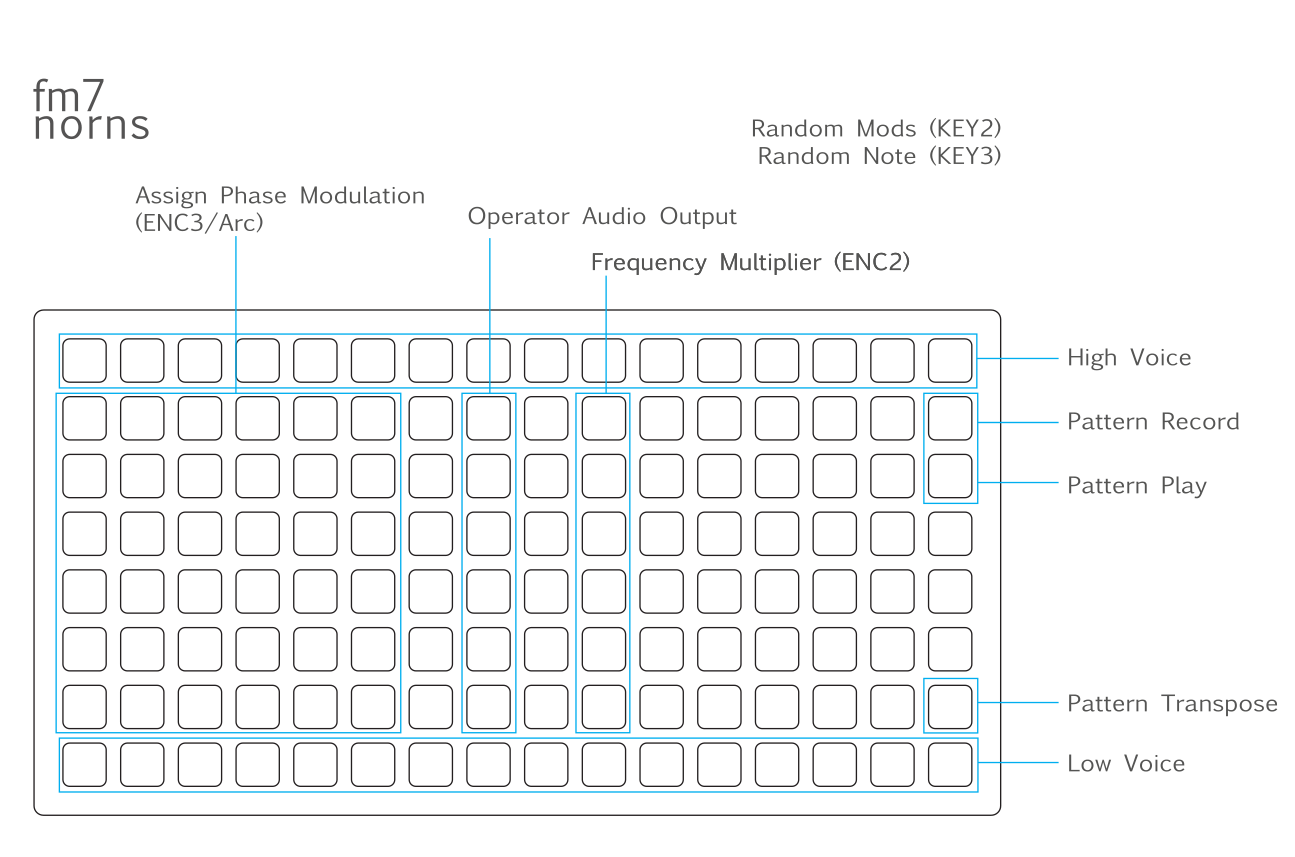 fm7
norns
Random Mods (KEY2)
Random Note (KEY3)
Assign Phase Modulation
(ENC3/Arc)
Operator Audio Output
Frequency Multiplier (ENC2)
High Voice
Pattern Record
Pattern Play
Pattern Transpose
Low Voice